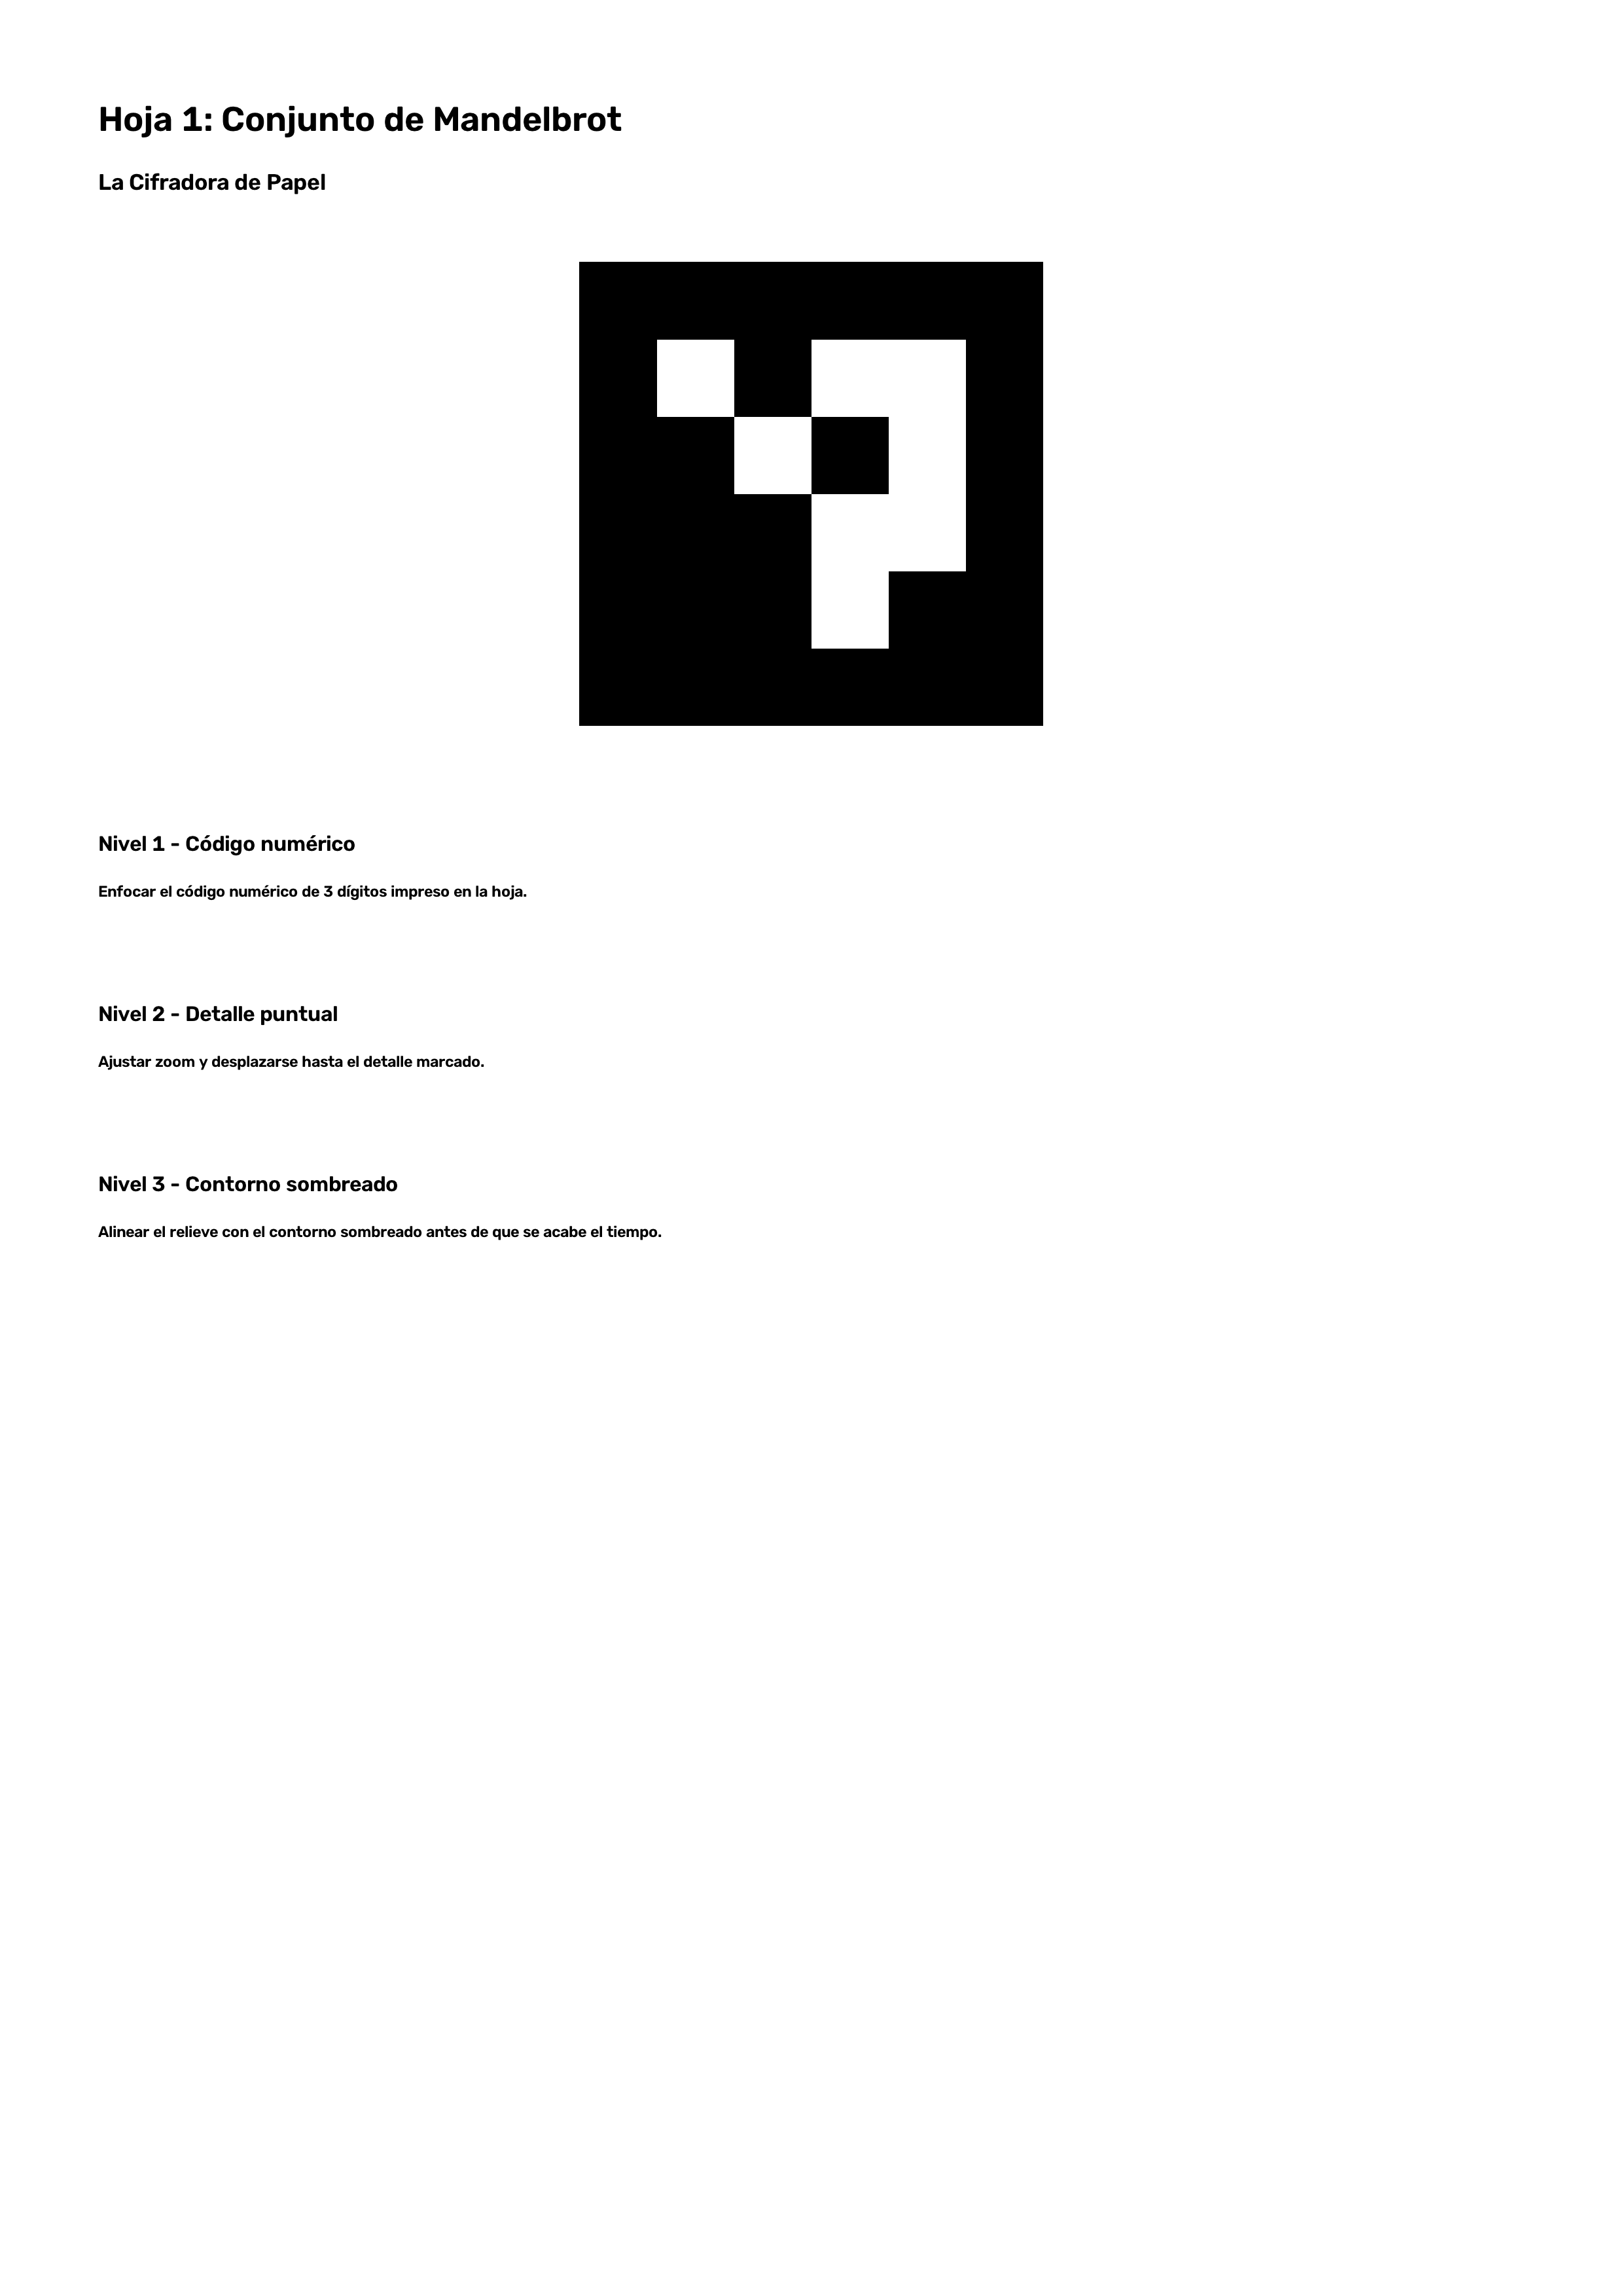 Hoja 1: Conjunto de Mandelbrot
La Cifradora de Papel
Nivel 1 - Código numérico
Enfocar el código numérico de 3 dígitos impreso en la hoja.
Nivel 2 - Detalle puntual
Ajustar zoom y desplazarse hasta el detalle marcado.
Nivel 3 - Contorno sombreado
Alinear el relieve con el contorno sombreado antes de que se acabe el tiempo.